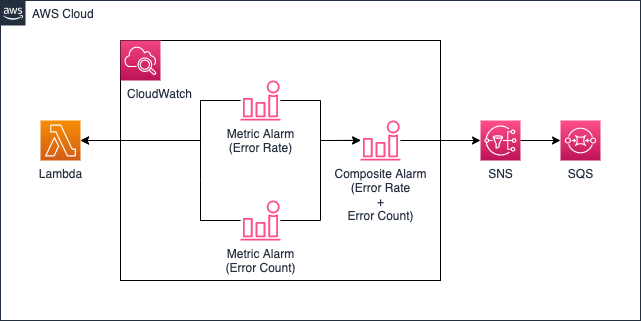 aws
AWS Cloud
CloudWatch
Metric Alarm
(Error Rate)
Lambda
Composite Alarm
(Error Rate
+
Error Count)
SNS
SQS
Metric Alarm
(Error Count)